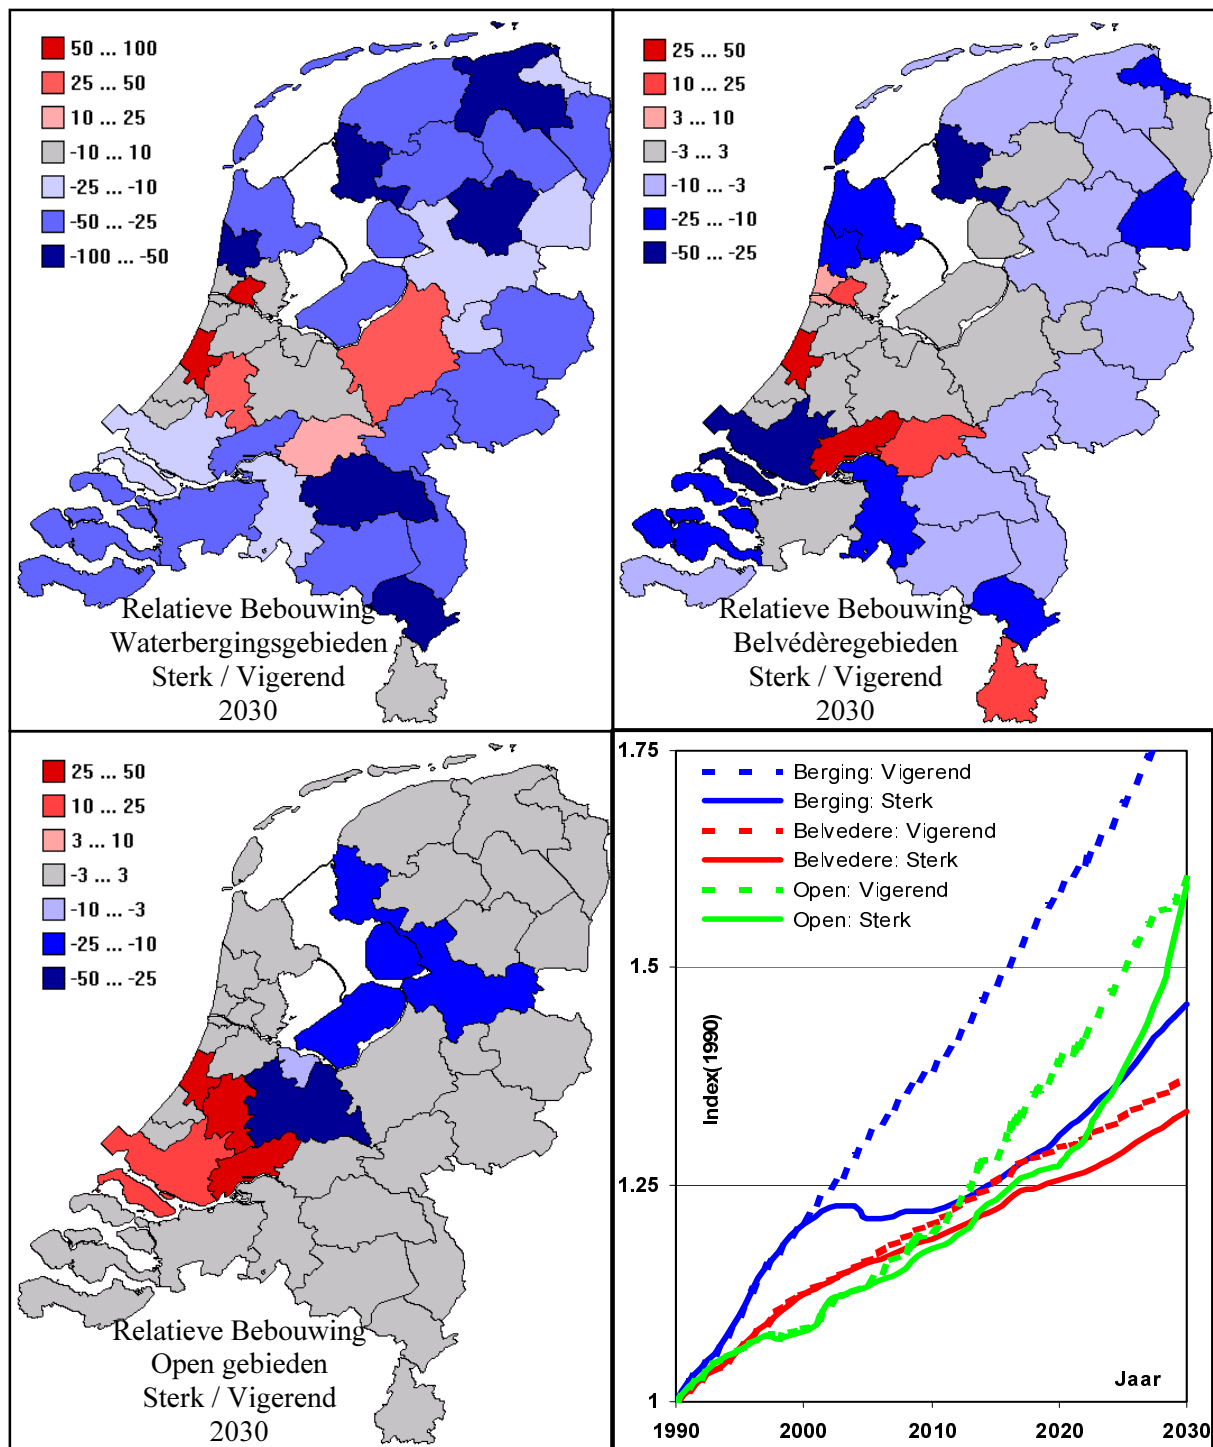 50 ... 100
25 ... 50
10 ... 25
-10 ... 10
-25 ... -10
-50 ... -25
-100 ... -50
Relatieve Bebouwing
Waterbergingsgebieden
Sterk / Vigerend
2030
25 ... 50
10 ... 25
3 ... 10
-3 ... 3
-10 ... -3
-25 ... -10
-50 ... -25
Relatieve Bebouwing
Belvédèregebieden
Sterk / Vigerend
2030
25 ... 50
10 ... 25
3 ... 10
-3 ... 3
-10 ... -3
-25 ... -10
-50 ... -25
Relatieve Bebouwing
Open gebieden
Sterk / Vigerend
2030
1.75
1.5
1.25
1
Index(1990)
Berging: Vigerend
Berging: Sterk
Belvedere: Vigerend
Belvedere: Sterk
Open: Vigerend
Open: Sterk
Jaar
1990 2000 2010 2020 2030